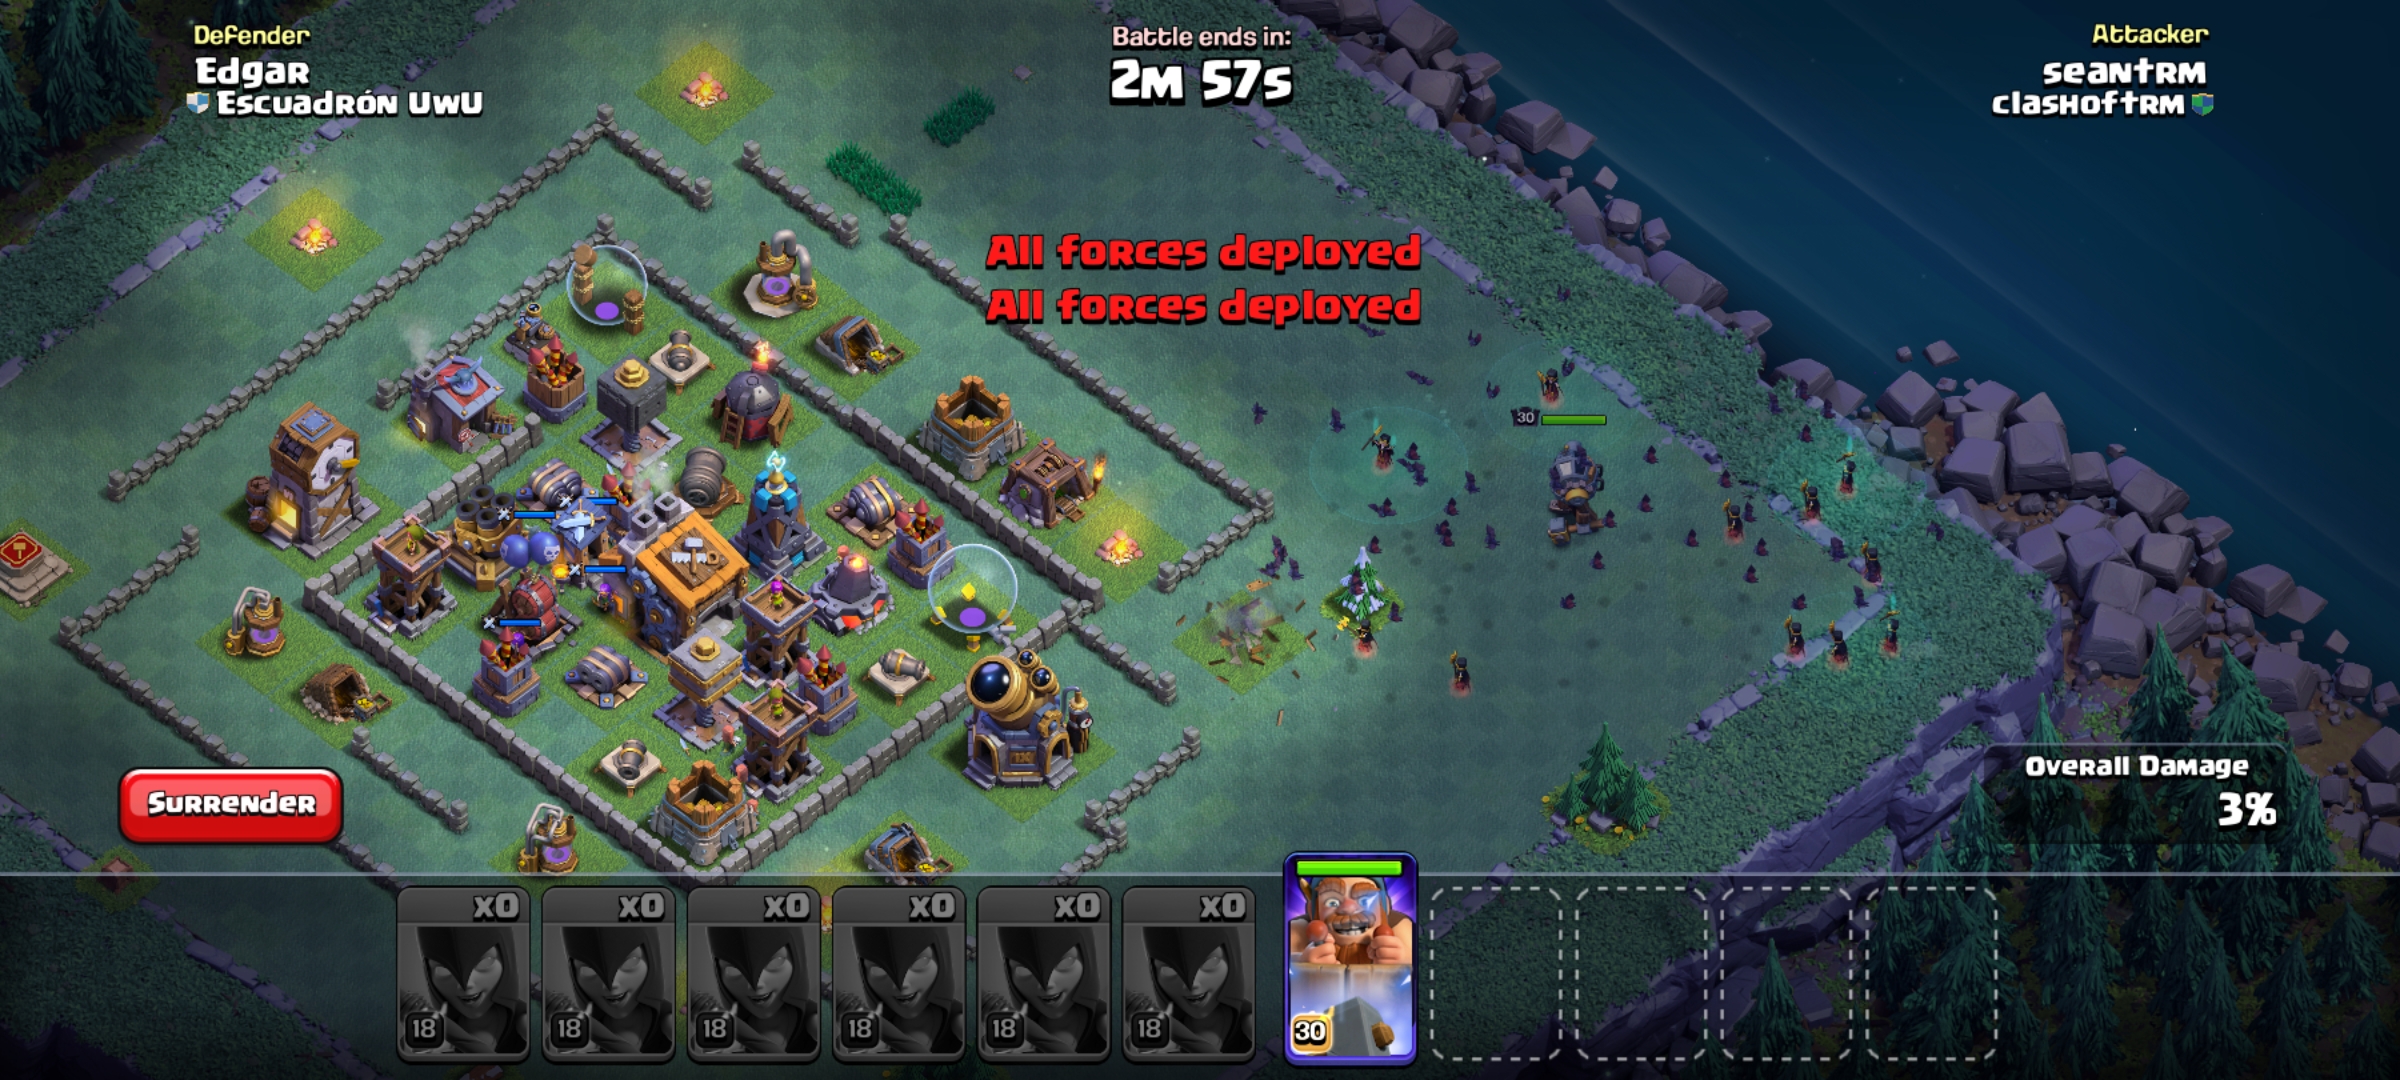 Defender
Edgar
Escuadrón UwU
Battle ends in:
2m 57s
Attacker
seantrm
clashoftrm
All forces deployed
All forces deployed
30
Surrender
Overall Damage
3%
x0 x0 x0 x0 x0 x0
18 18 18 18 18 18 30